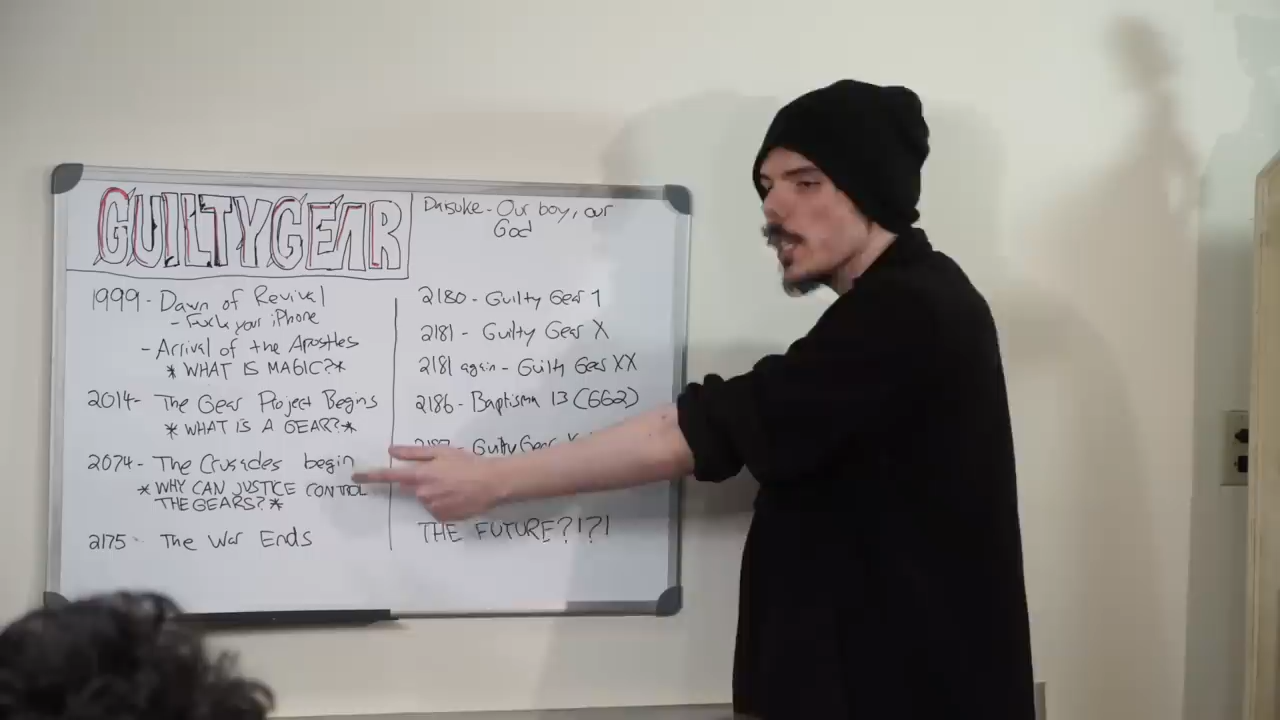 GUILTYGEAR
Daisuke - Our boy, our
God
1999 - Dawn of Revival
- Fuck your iPhone
- Arrival of the Apostles
* WHAT IS MAGIC? *
2014 - The Gear Project Begins
* WHAT IS A GEAR? *
2074 - The Crusades begin
* WHY CAN JUSTICE CONTROL
THE GEARS? *
2175 The War Ends
2180 - Guilty Gear 1
2181 - Guilty Gear X
2181 again - Guilty Gear XX
2186 - Baptisma 13 (662)
2187 - Guilty Gear
THE FUTURE?!?!